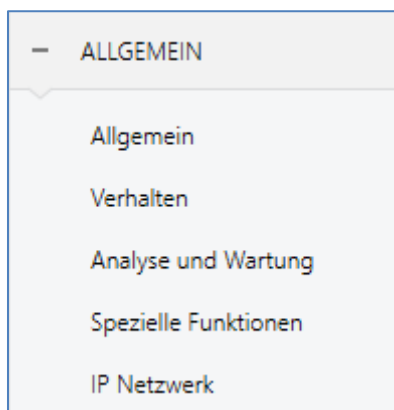 ALLGEMEIN
Allgemein
Verhalten
Analyse und Wartung
Spezielle Funktionen
IP Netzwerk